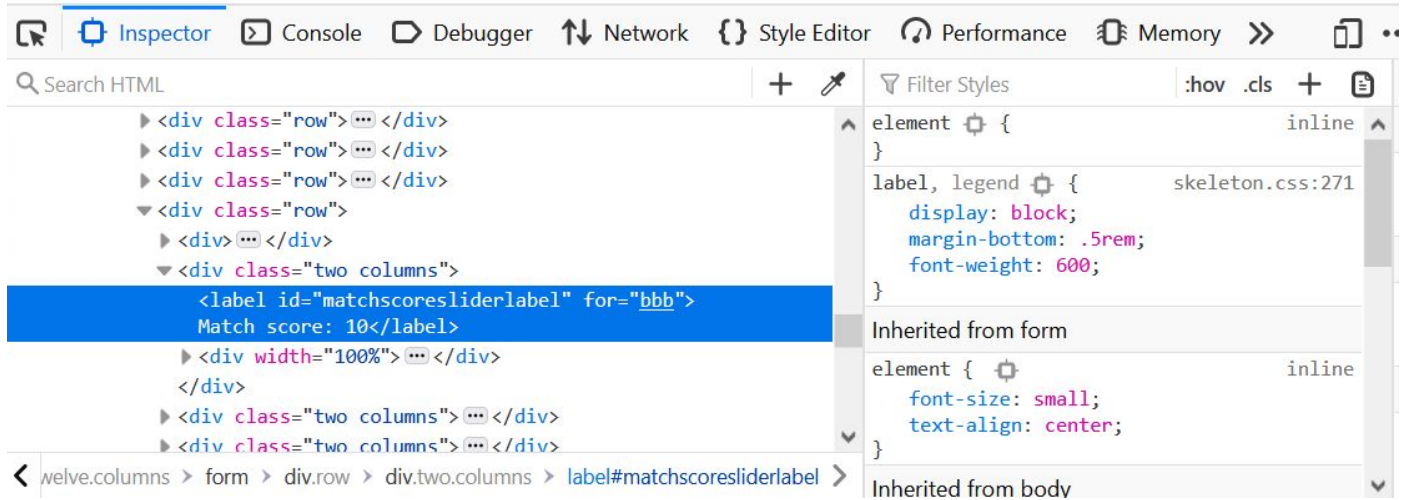 Inspector Console Debugger Network {} Style Editor Performance Memory
Search HTML
<div class="row"></div>
<div class="row"></div>
<div class="row"></div>
<div class="row">
<div></div>
<div class="two columns">
<label id="matchscoresliderlabel" for="bbb">
Match score: 10</label>
<div width="100%"></div>
</div>
<div class="two columns"></div>
<div class="two columns"></div>
welve.columns > form > div.row > div.two.columns > label#matchscoresliderlabel >
Filter Styles :hov .cls +
element { inline
}
label, legend { skeleton.css:271
display: block;
margin-bottom: .5rem;
font-weight: 600;
}
Inherited from form
element { inline
font-size: small;
text-align: center;
}
Inherited from body